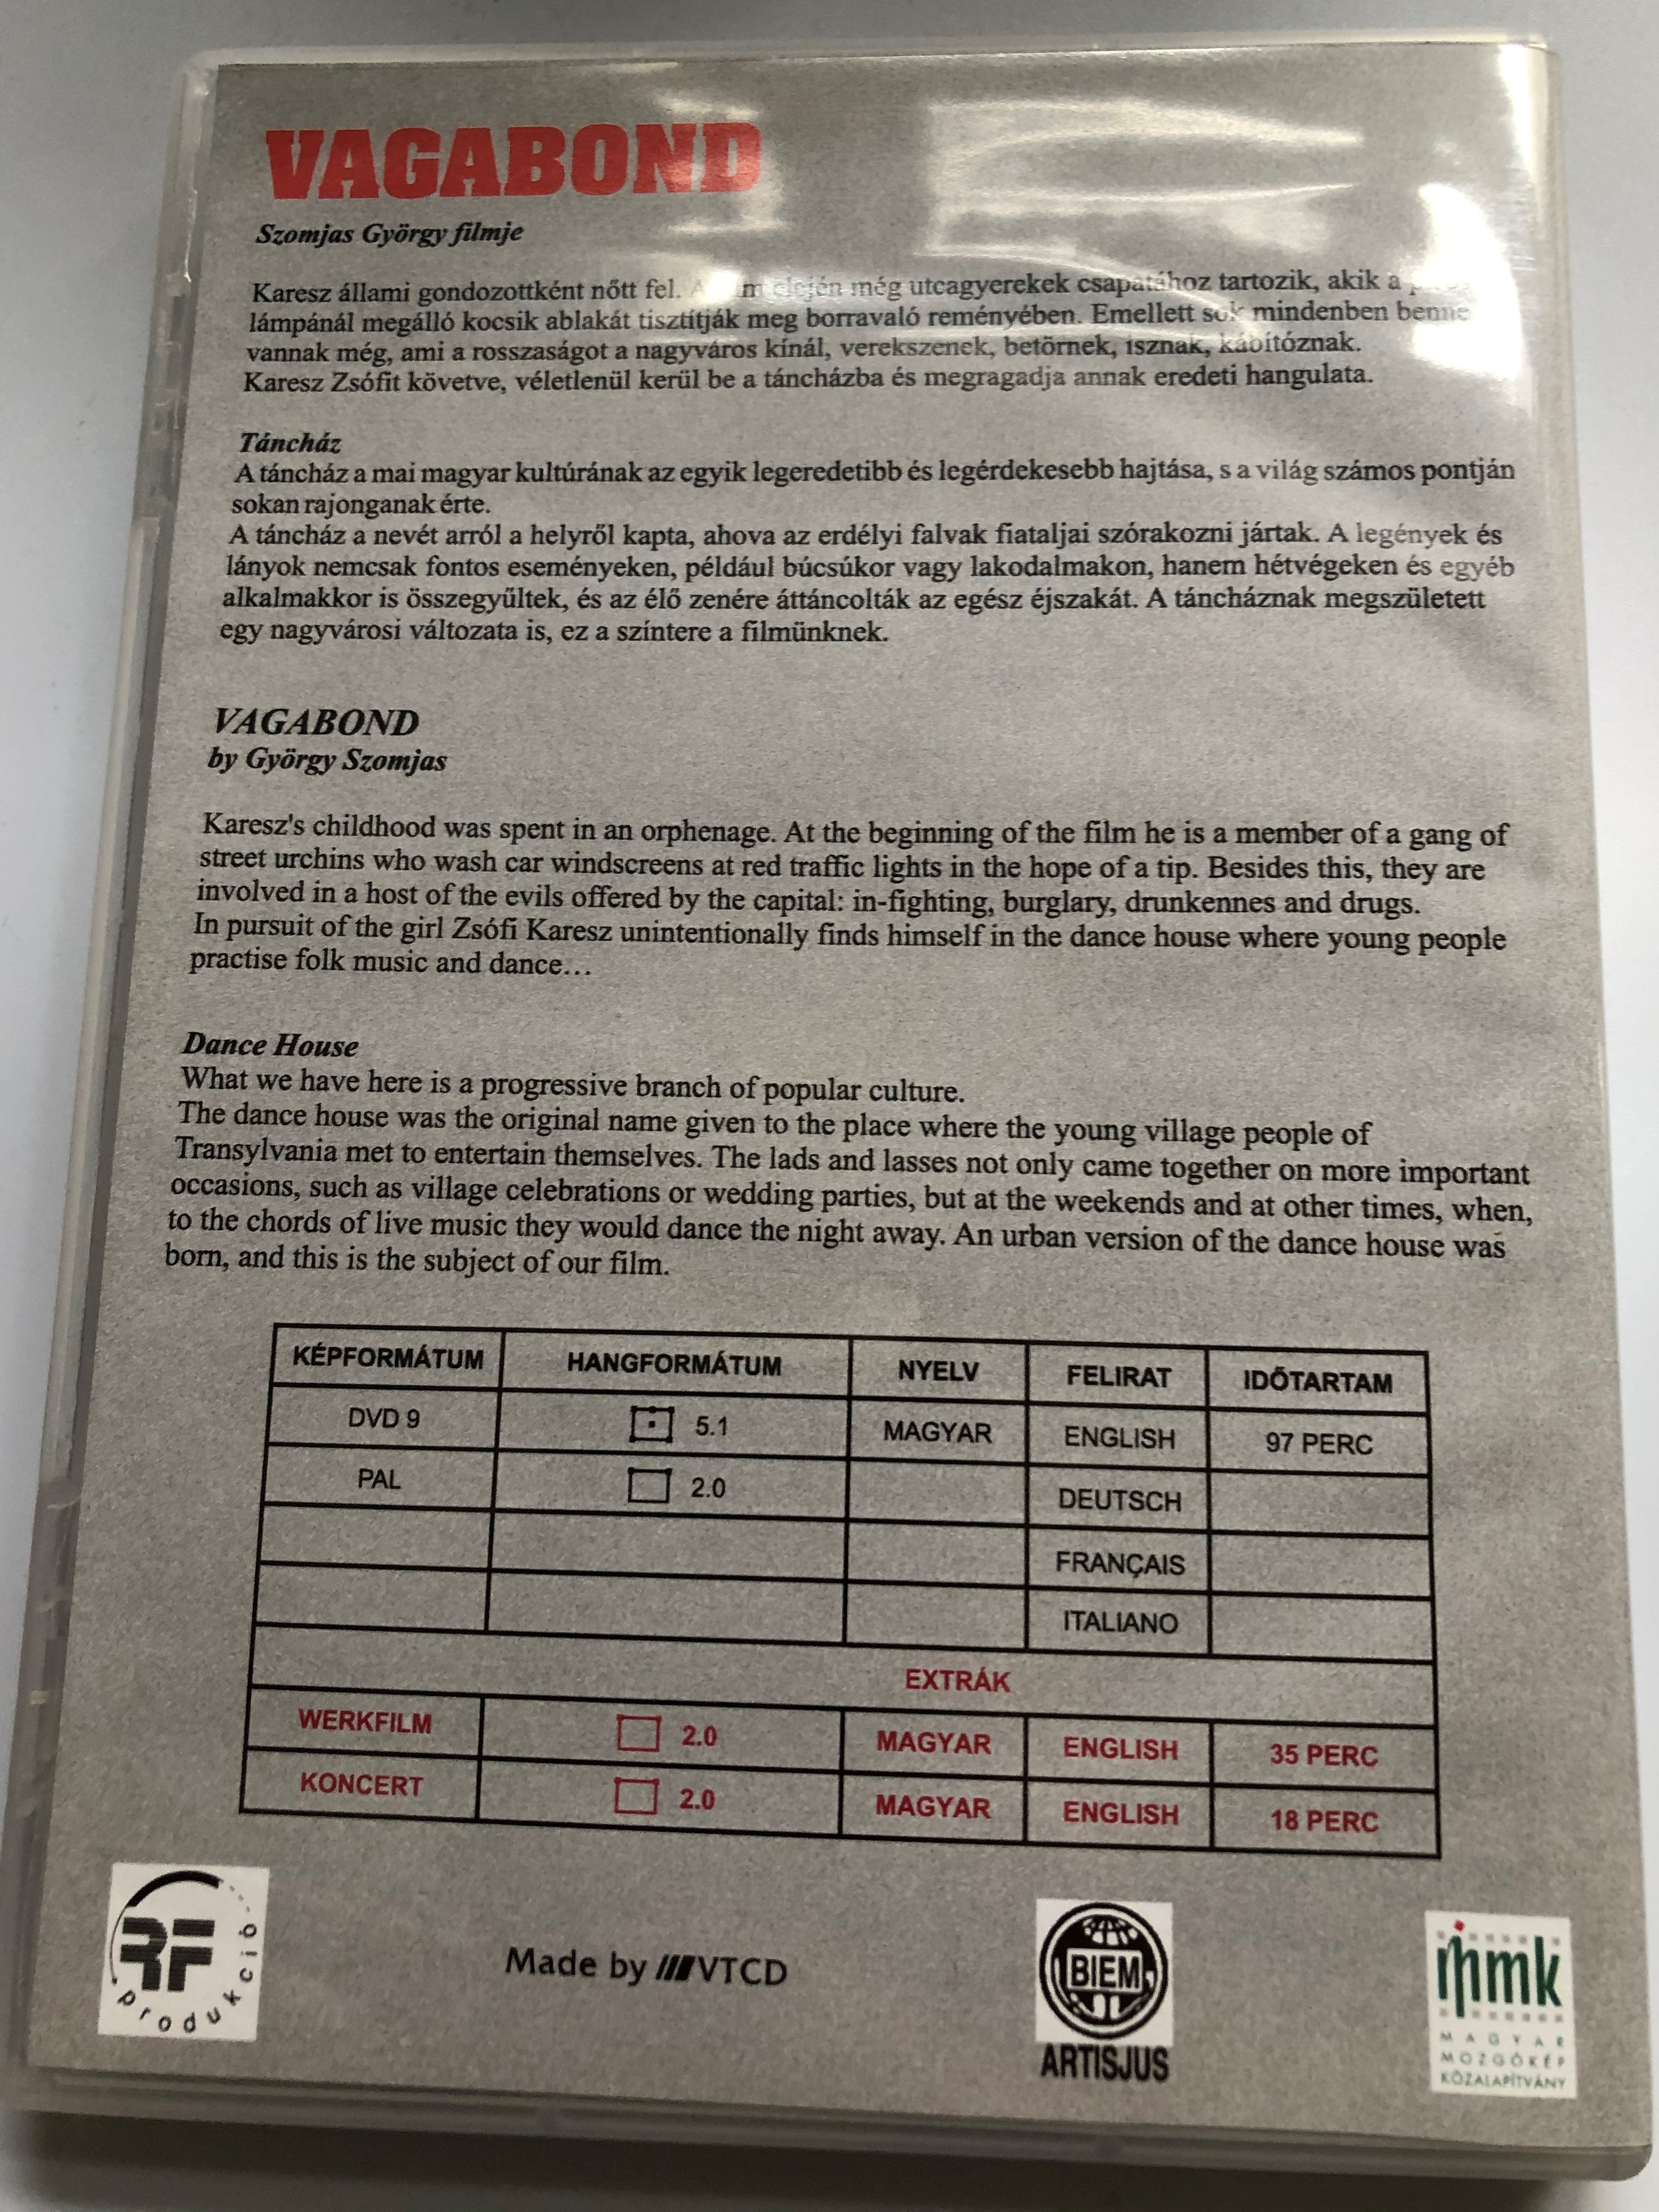 VAGABOND
Szomjas György filmje
Karesz állami gondozottként nőtt fel. A elején még utcagyerekek csapatához tartozik, akik a
lámpánál megálló kocsik ablakát tisztítják meg borravaló reményében. Emellett sok mindenben benne
vannak még, ami a rosszaságot a nagyváros kínál, verekszenek, betörnek, isznak, kábítóznak.
Karesz Zsófit követve, véletlenül kerül be a táncházba és megragadja annak eredeti hangulata.
Táncház
A táncház a mai magyar kultúrának az egyik legeredetibb és legérdekesebb hajtása, s a világ számos pontján
sokan rajonganak érte.
A táncház a nevét arról a helyről kapta, ahova az erdélyi falvak fiataljai szórakozni jártak. A legények és
lányok nemcsak fontos eseményeken, például búcsúkor vagy lakodalmakon, hanem hétvégeken és egyéb
alkalmakkor is összegyűltek, és az élő zenére áttáncolták az egész éjszakát. A táncháznak megszületett
egy nagyvárosi változata is, ez a színtere a filmünknek.
VAGABOND
by György Szomjas
Karesz's childhood was spent in an orphenage. At the beginning of the film he is a member of a gang of
street urchins who wash car windscreens at red traffic lights in the hope of a tip. Besides this, they are
involved in a host of the evils offered by the capital: in-fighting, burglary, drunkennes and drugs.
In pursuit of the girl Zsófi Karesz unintentionally finds himself in the dance house where young people
practise folk music and dance…
Dance House
What we have here is a progressive branch of popular culture.
The dance house was the original name given to the place where the young village people of
Transylvania met to entertain themselves. The lads and lasses not only came together on more important
occasions, such as village celebrations or wedding parties, but at the weekends and at other times, when,
to the chords of live music they would dance the night away. An urban version of the dance house was
born, and this is the subject of our film.
KÉPFORMÁTUM HANGFORMÁTUM NYELV FELIRAT IDŐTARTAM
DVD 9 5.1 MAGYAR ENGLISH 97 PERC
PAL 2.0 DEUTSCH
FRANÇAIS
ITALIANO
EXTRÁK
WERKFILM 2.0 MAGYAR ENGLISH 35 PERC
KONCERT 2.0 MAGYAR ENGLISH 18 PERC
RF
produkció
Made by VTCD
BIEM
ARTISJUS
mmk
MAGYAR
MOZGÓKÉP
KÖZALAPÍTVÁNY